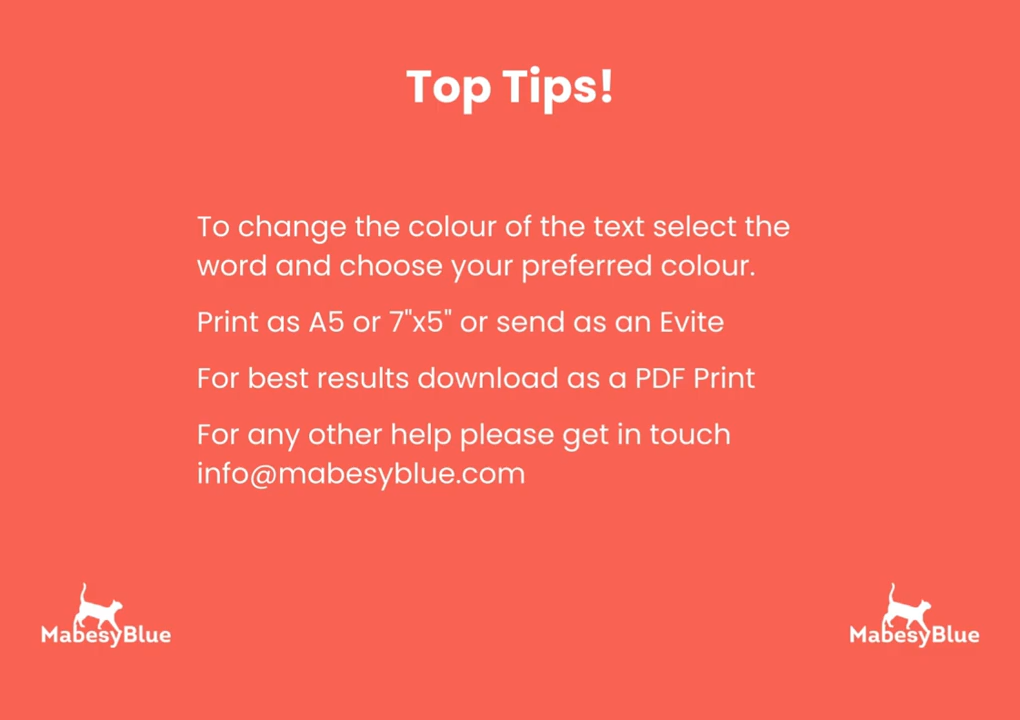 Top Tips!
To change the colour of the text select the
word and choose your preferred colour.
Print as A5 or 7"x5" or send as an Evite
For best results download as a PDF Print
For any other help please get in touch
info@mabesyblue.com
MabesyBlue
MabesyBlue